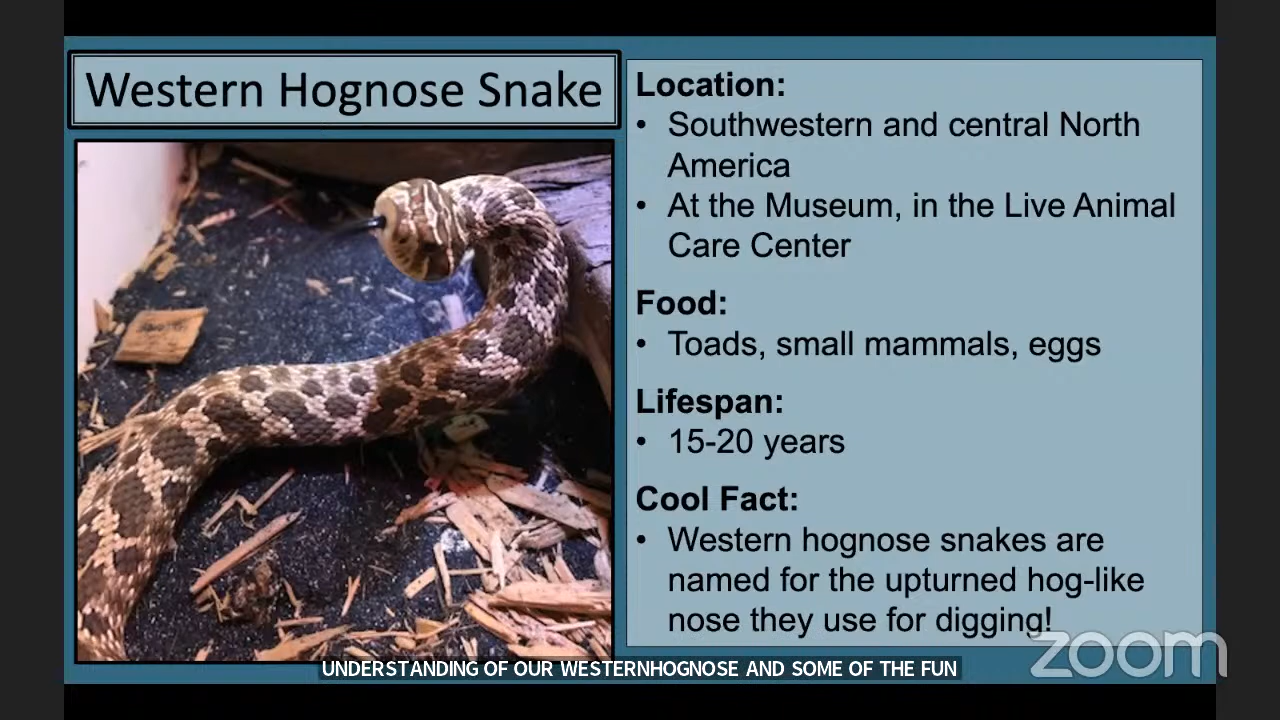 Western Hognose Snake
Location:
• Southwestern and central North
America
• At the Museum, in the Live Animal
Care Center
Food:
• Toads, small mammals, eggs
Lifespan:
• 15-20 years
Cool Fact:
• Western hognose snakes are
named for the upturned hog-like
nose they use for digging!
zoom
UNDERSTANDING OF OUR WESTERNHOGNOSE AND SOME OF THE FUN